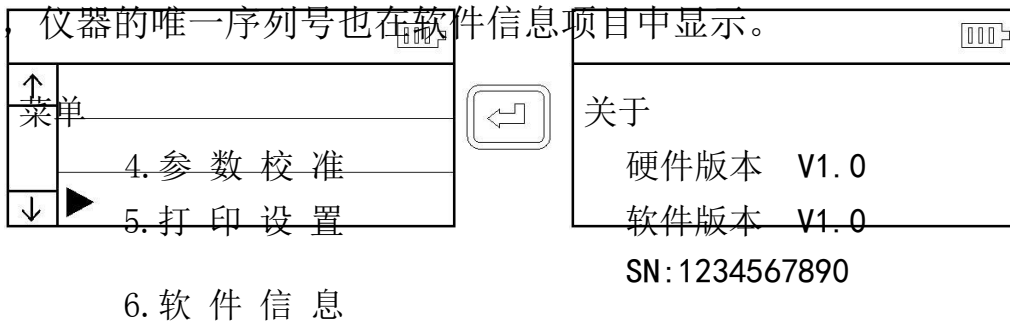 ，仪器的唯一序列号也在软件信息项目中显示。
菜单
4.参 数 校 准
5.打 印 设 置
6.软 件 信 息
关于
硬件版本 V1.0
软件版本 V1.0
SN:1234567890